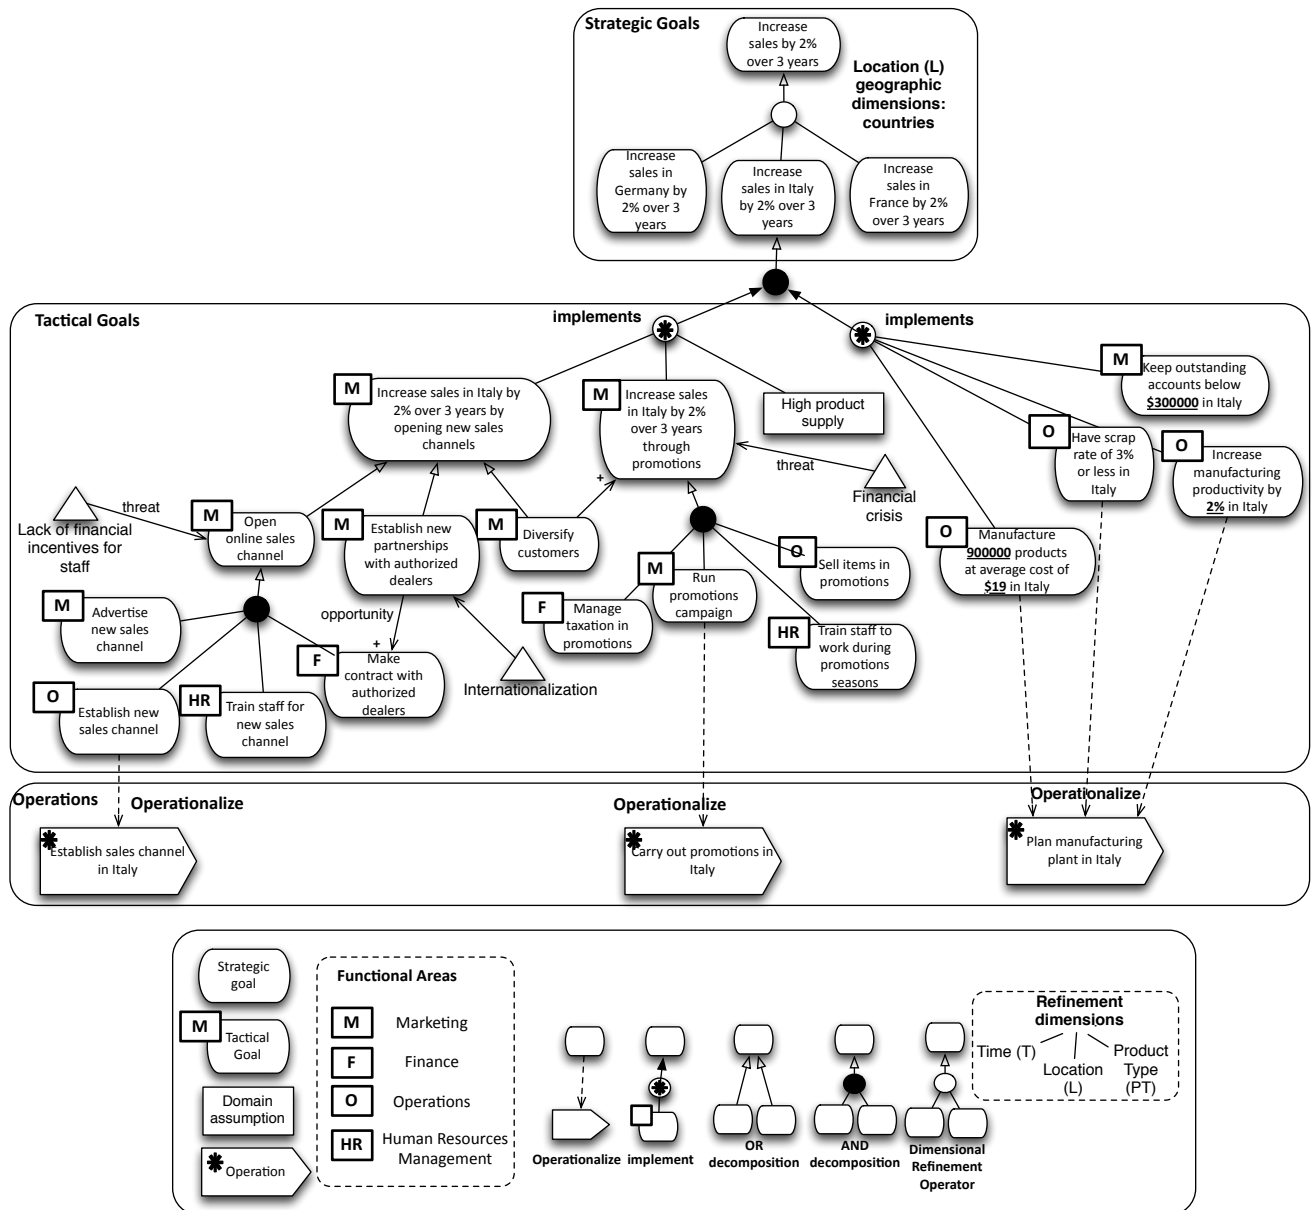 Strategic Goals
Increase
sales by 2%
over 3 years
Location (L)
geographic
dimensions:
countries
Increase
sales in
Germany by
2% over 3
years
Increase
sales in Italy
by 2% over 3
years
Increase
sales in
France by 2%
over 3 years
Tactical Goals
implements
implements
M
Increase sales in Italy by
2% over 3 years by
opening new sales
channels
M
Increase sales
in Italy by 2%
over 3 years
through
promotions
High product
supply
M
Keep outstanding
accounts below
$300000 in Italy
O
Have scrap
rate of 3%
or less in
Italy
O
Increase
manufacturing
productivity by
2% in Italy
threat
Lack of financial
incentives for
staff
M
Open
online sales
channel
M
Establish new
partnerships
with authorized
dealers
M
Diversify
customers
+
threat
Financial
crisis
O
Manufacture
900000 products
at average cost of
$19 in Italy
M
Advertise
new sales
channel
opportunity
+
F
Make
contract with
authorized
dealers
Internationalization
F
Manage
taxation in
promotions
M
Run
promotions
campaign
O
Sell items in
promotions
HR
Train staff to
work during
promotions
seasons
O
Establish new
sales channel
HR
Train staff for
new sales
channel
Operations
Operationalize
Operationalize
Operationalize
Establish sales channel
in Italy
Carry out promotions in
Italy
Plan manufacturing
plant in Italy
Strategic
goal
M
Tactical
Goal
Domain
assumption
Operation
Functional Areas
M
Marketing
F
Finance
O
Operations
HR
Human Resources
Management
Operationalize
implement
OR
decomposition
AND
decomposition
Dimensional
Refinement
Operator
Refinement
dimensions
Time (T)
Location
(L)
Product
Type
(PT)